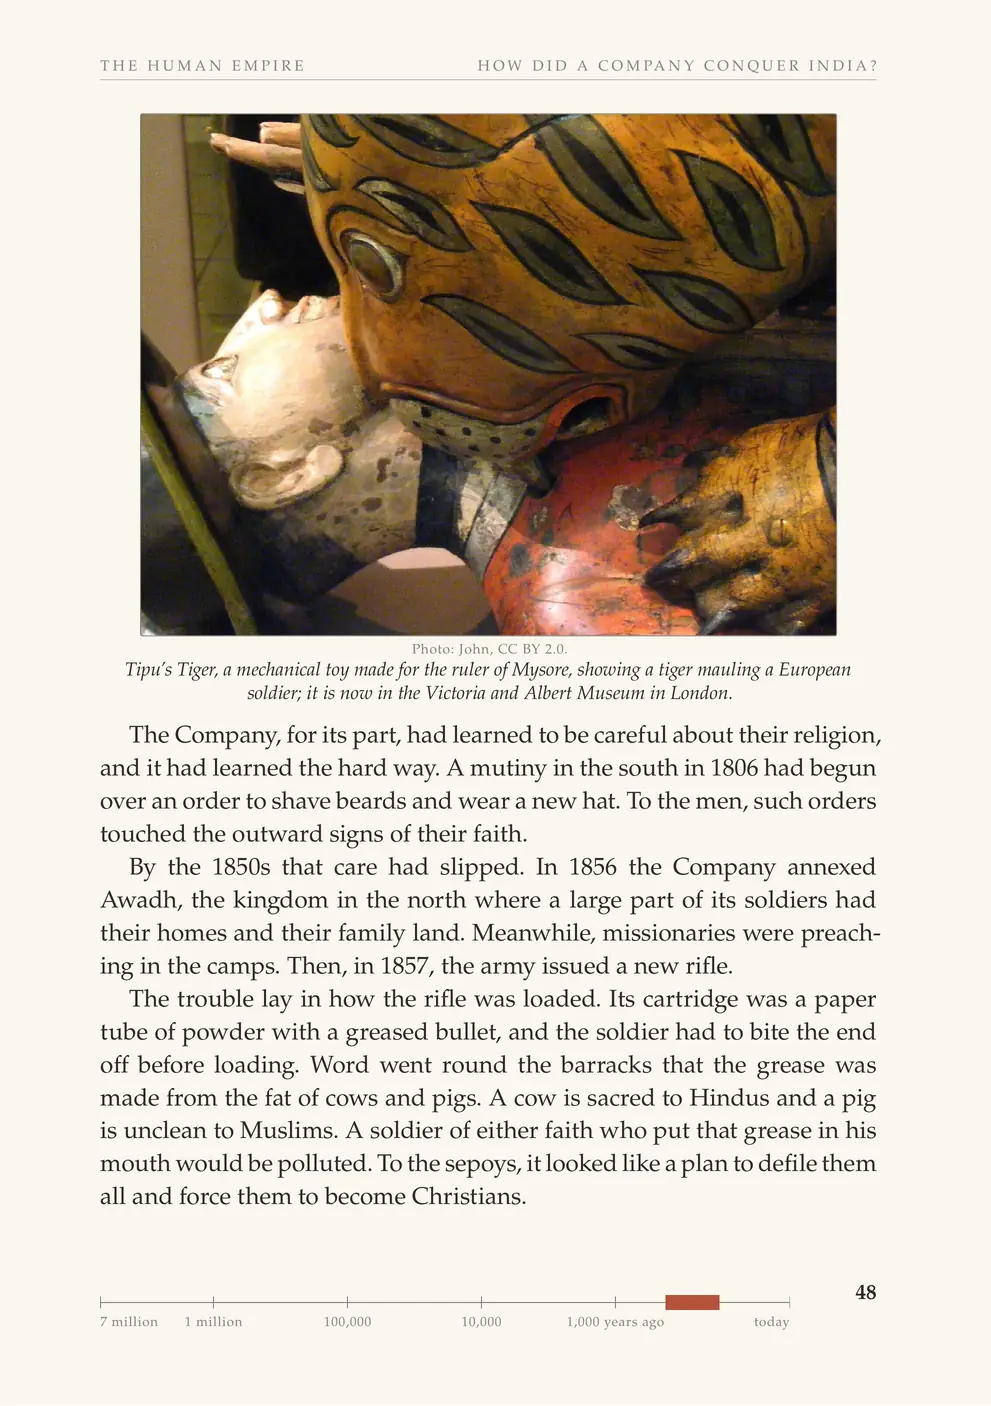 THE HUMAN EMPIRE
HOW DID A COMPANY CONQUER INDIA?
Photo: John, CC BY 2.0.
Tipu's Tiger, a mechanical toy made for the ruler of Mysore, showing a tiger mauling a European
soldier; it is now in the Victoria and Albert Museum in London.
The Company, for its part, had learned to be careful about their religion,
and it had learned the hard way. A mutiny in the south in 1806 had begun
over an order to shave beards and wear a new hat. To the men, such orders
touched the outward signs of their faith.
By the 1850s that care had slipped. In 1856 the Company annexed
Awadh, the kingdom in the north where a large part of its soldiers had
their homes and their family land. Meanwhile, missionaries were preach-
ing in the camps. Then, in 1857, the army issued a new rifle.
The trouble lay in how the rifle was loaded. Its cartridge was a paper
tube of powder with a greased bullet, and the soldier had to bite the end
off before loading. Word went round the barracks that the grease was
made from the fat of cows and pigs. A cow is sacred to Hindus and a pig
is unclean to Muslims. A soldier of either faith who put that grease in his
mouth would be polluted. To the sepoys, it looked like a plan to defile them
all and force them to become Christians.
48
7 million 1 million 100,000 10,000 1,000 years ago today